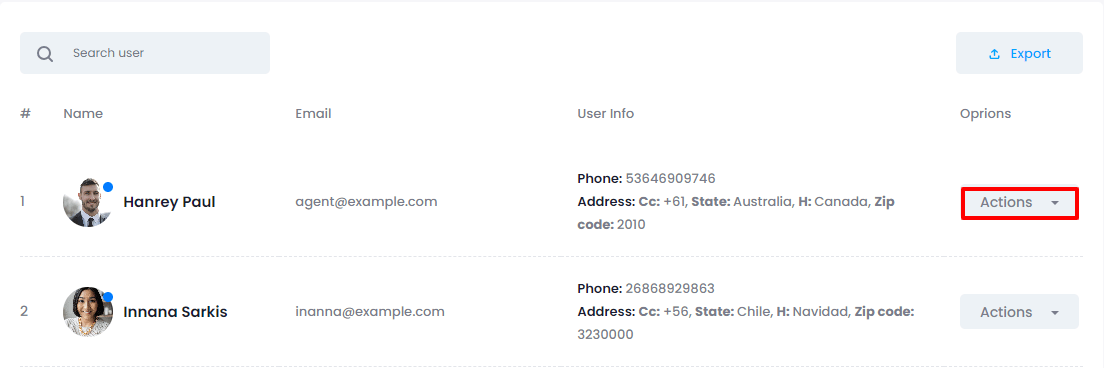 Search user
Export
# Name Email User Info Oprions
Phone: 53646909746
1 Hanrey Paul agent@example.com Address: Cc: +61, State: Australia, H: Canada, Zip Actions
code: 2010
Phone: 26868929863
2 Innana Sarkis inanna@example.com Address: Cc: +56, State: Chile, H: Navidad, Zip code: Actions
3230000